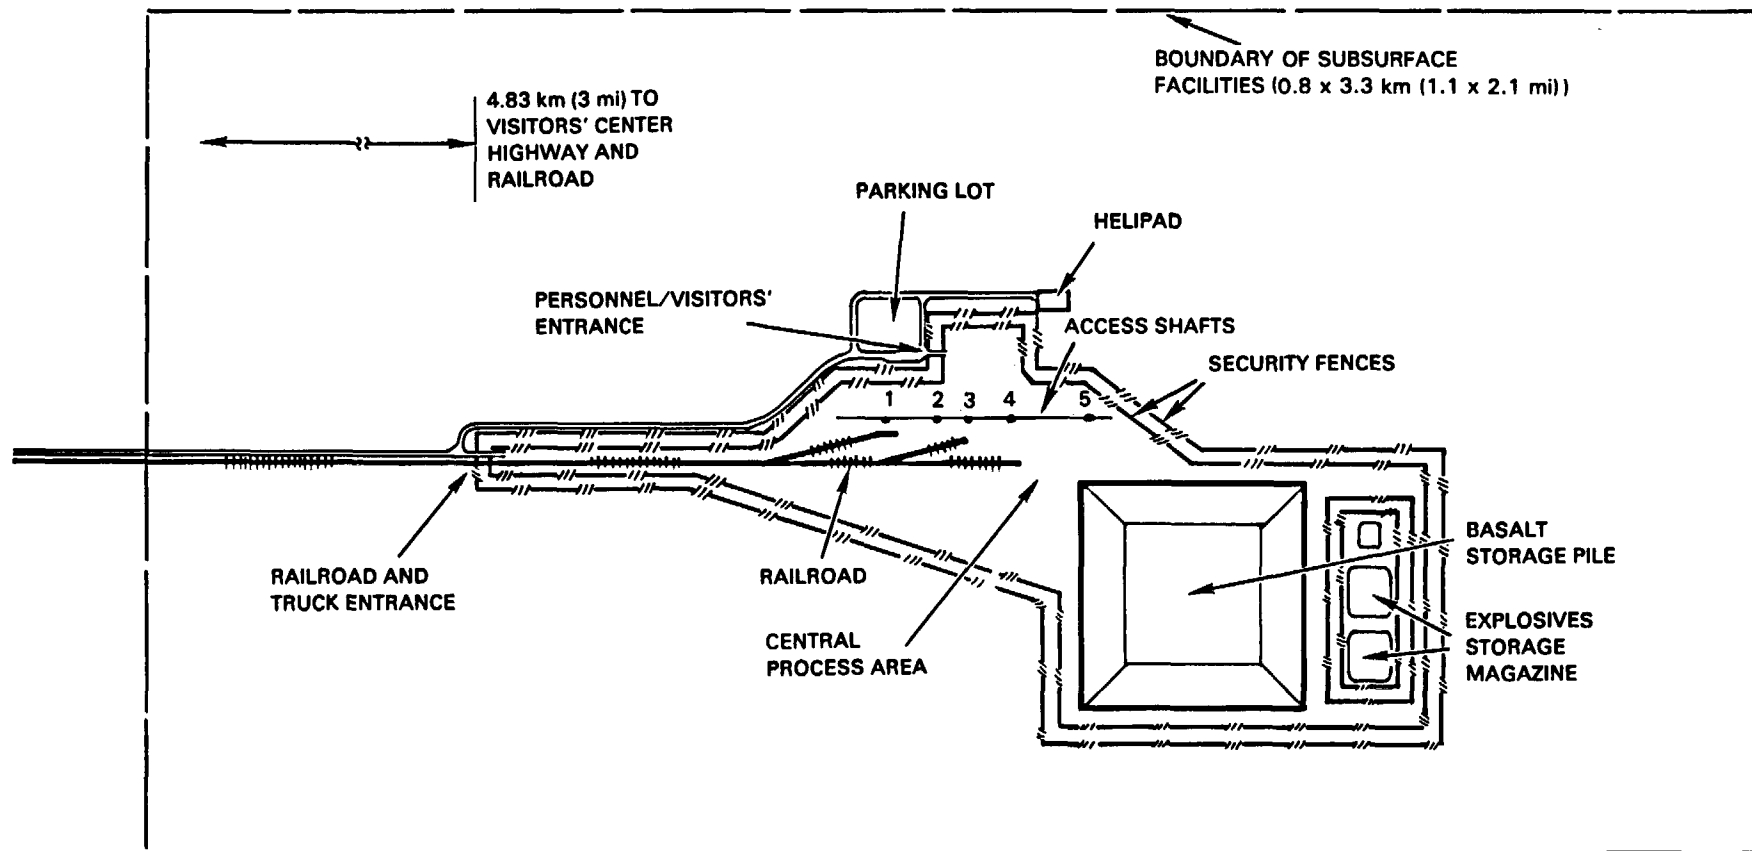 BOUNDARY OF SUBSURFACE
FACILITIES (0.8 x 3.3 km (1.1 x 2.1 mi))
4.83 km (3 mi) TO
VISITORS' CENTER
HIGHWAY AND
RAILROAD
PARKING LOT
HELIPAD
PERSONNEL/VISITORS'
ENTRANCE
ACCESS SHAFTS
SECURITY FENCES
1 2 3 4 5
RAILROAD AND
TRUCK ENTRANCE
RAILROAD
CENTRAL
PROCESS AREA
BASALT
STORAGE PILE
EXPLOSIVES
STORAGE
MAGAZINE